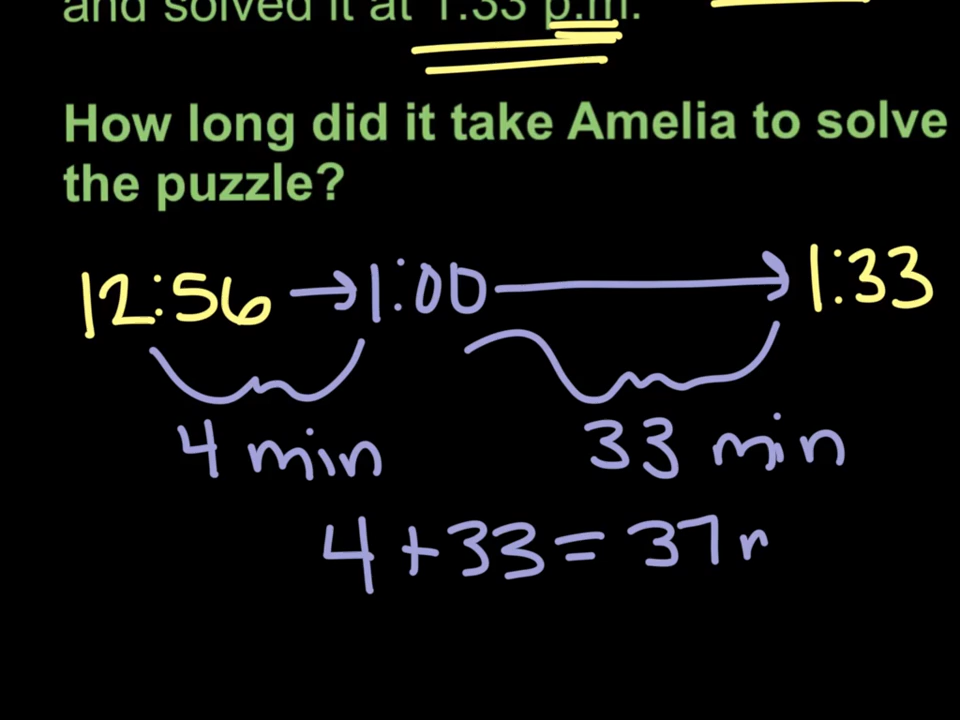 and solved it at 1:33 p.m.
How long did it take Amelia to solve
the puzzle?
12:56 → 1:00 → 1:33
4 min 33 min
4 + 33 = 37 m